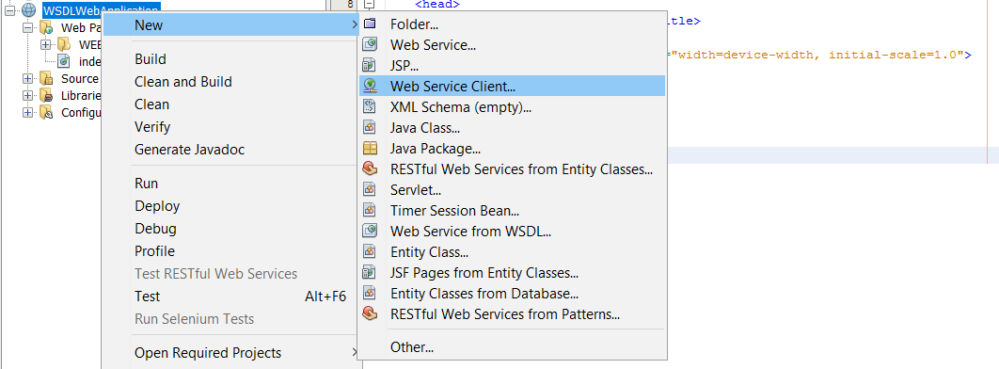 WSDLWebApplication
Web Pa
WEB
inde
Source
Librarie
Configu
New
Build
Clean and Build
Clean
Verify
Generate Javadoc
Run
Deploy
Debug
Profile
Test RESTful Web Services
Test Alt+F6
Run Selenium Tests
Open Required Projects
Folder...
Web Service...
JSP...
Web Service Client...
XML Schema (empty)...
Java Class...
Java Package...
RESTful Web Services from Entity Classes...
Servlet...
Timer Session Bean...
Web Service from WSDL...
Entity Class...
JSF Pages from Entity Classes...
Entity Classes from Database...
RESTful Web Services from Patterns...
Other...
8 <head>
tle>
="width=device-width, initial-scale=1.0">